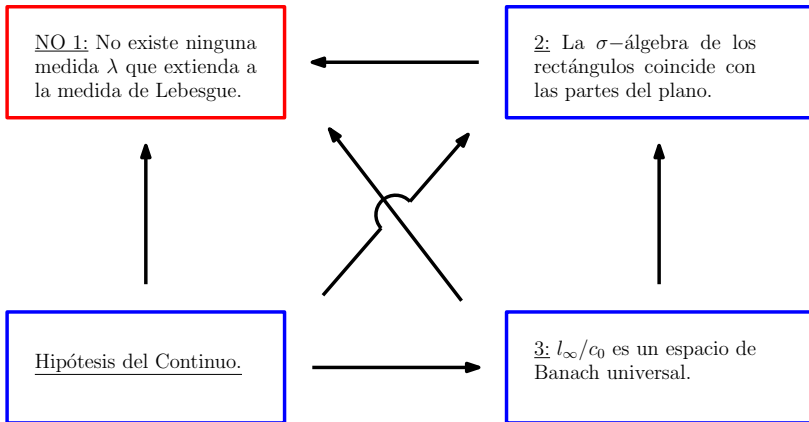 NO 1: No existe ninguna
medida λ que extienda a
la medida de Lebesgue.
2: La σ−álgebra de los
rectángulos coincide con
las partes del plano.
Hipótesis del Continuo.
3: l∞/c0 es un espacio de
Banach universal.